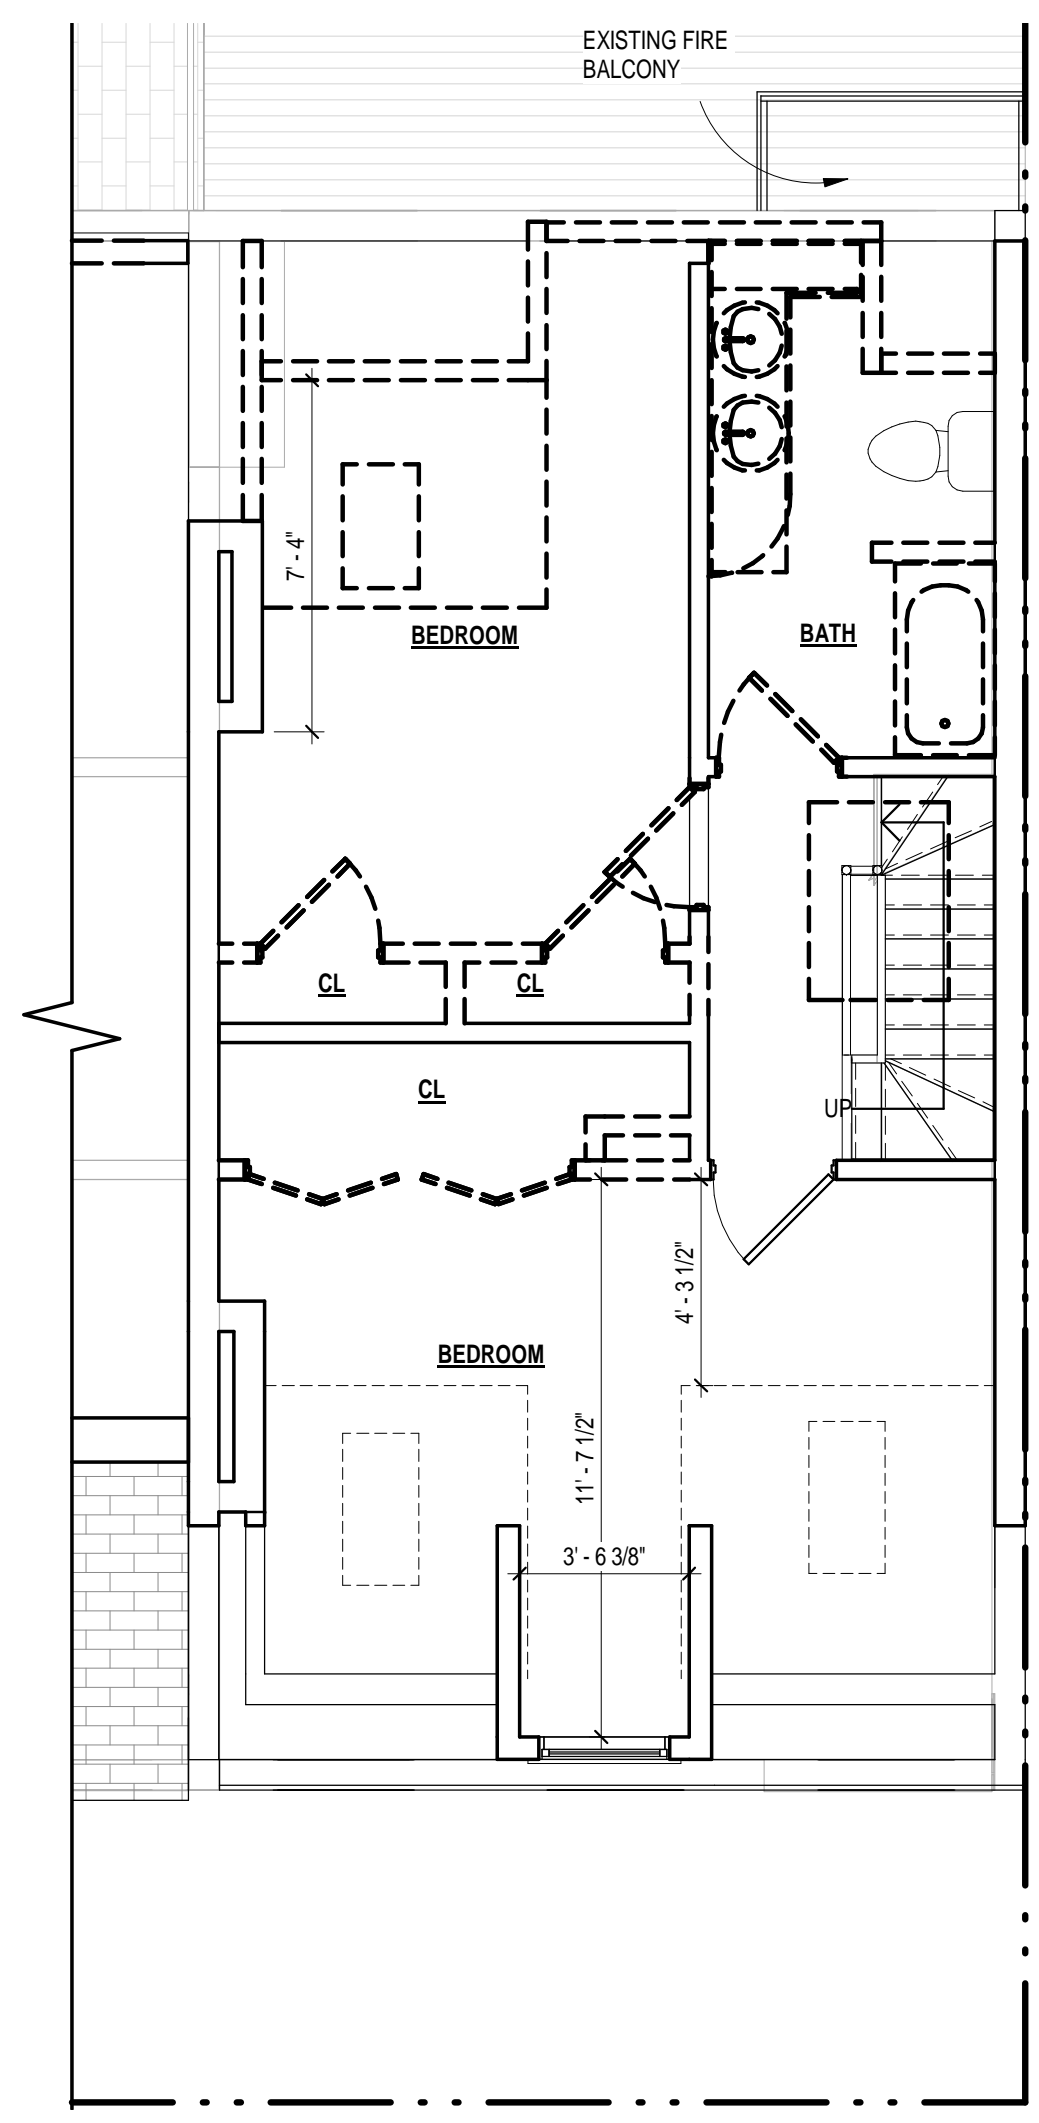 EXISTING FIRE
BALCONY
7' - 4"
BEDROOM
BATH
CL
CL
CL
UP
4' - 3 1/2"
BEDROOM
11' - 7 1/2"
3' - 6 3/8"